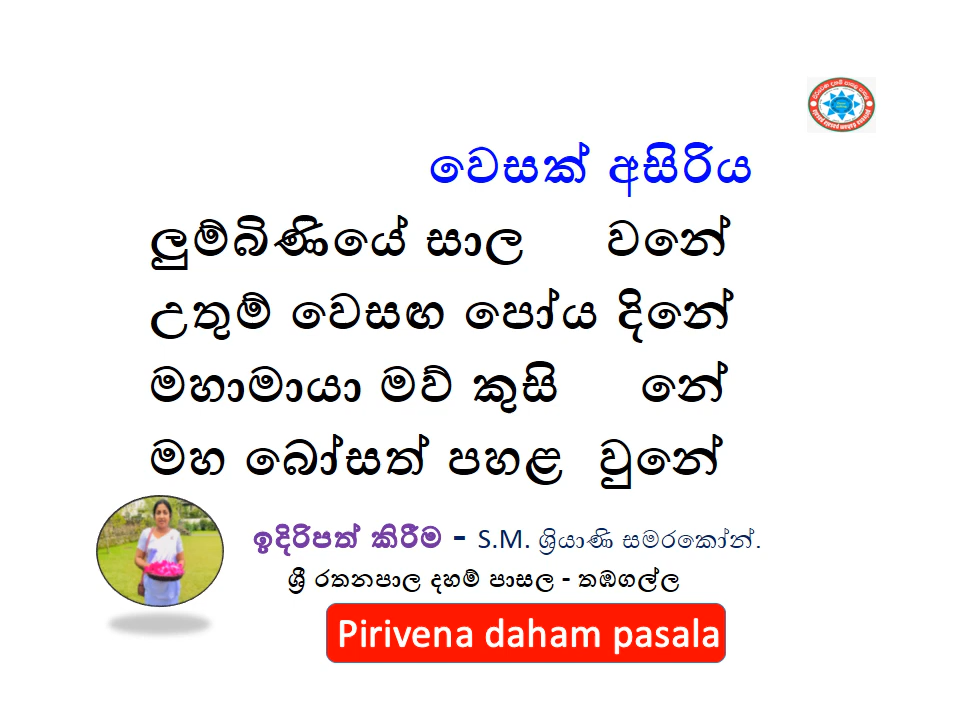 වෙසක් අසිරිය
ලුම්බිණියේ සාල වනේ
උතුම් වෙසඟ පෝය දිනේ
මහාමායා මව් කුසි නේ
මහ බෝසත් පහළ වුනේ
ඉදිරිපත් කිරීම - S.M. ශ්‍රියාණි සමරකෝන්.
ශ්‍රී රතනපාල දහම් පාසල - තඹගල්ල
Pirivena daham pasala